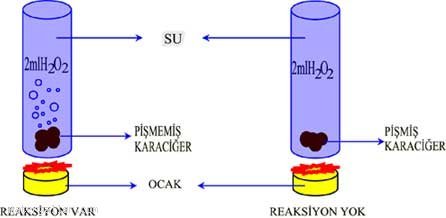 SU
2mlH₂O₂
2mlH₂O₂
PİŞMEMİŞ
KARACİĞER
PİŞMİŞ
KARACİĞER
OCAK
REAKSİYON VAR
REAKSİYON YOK